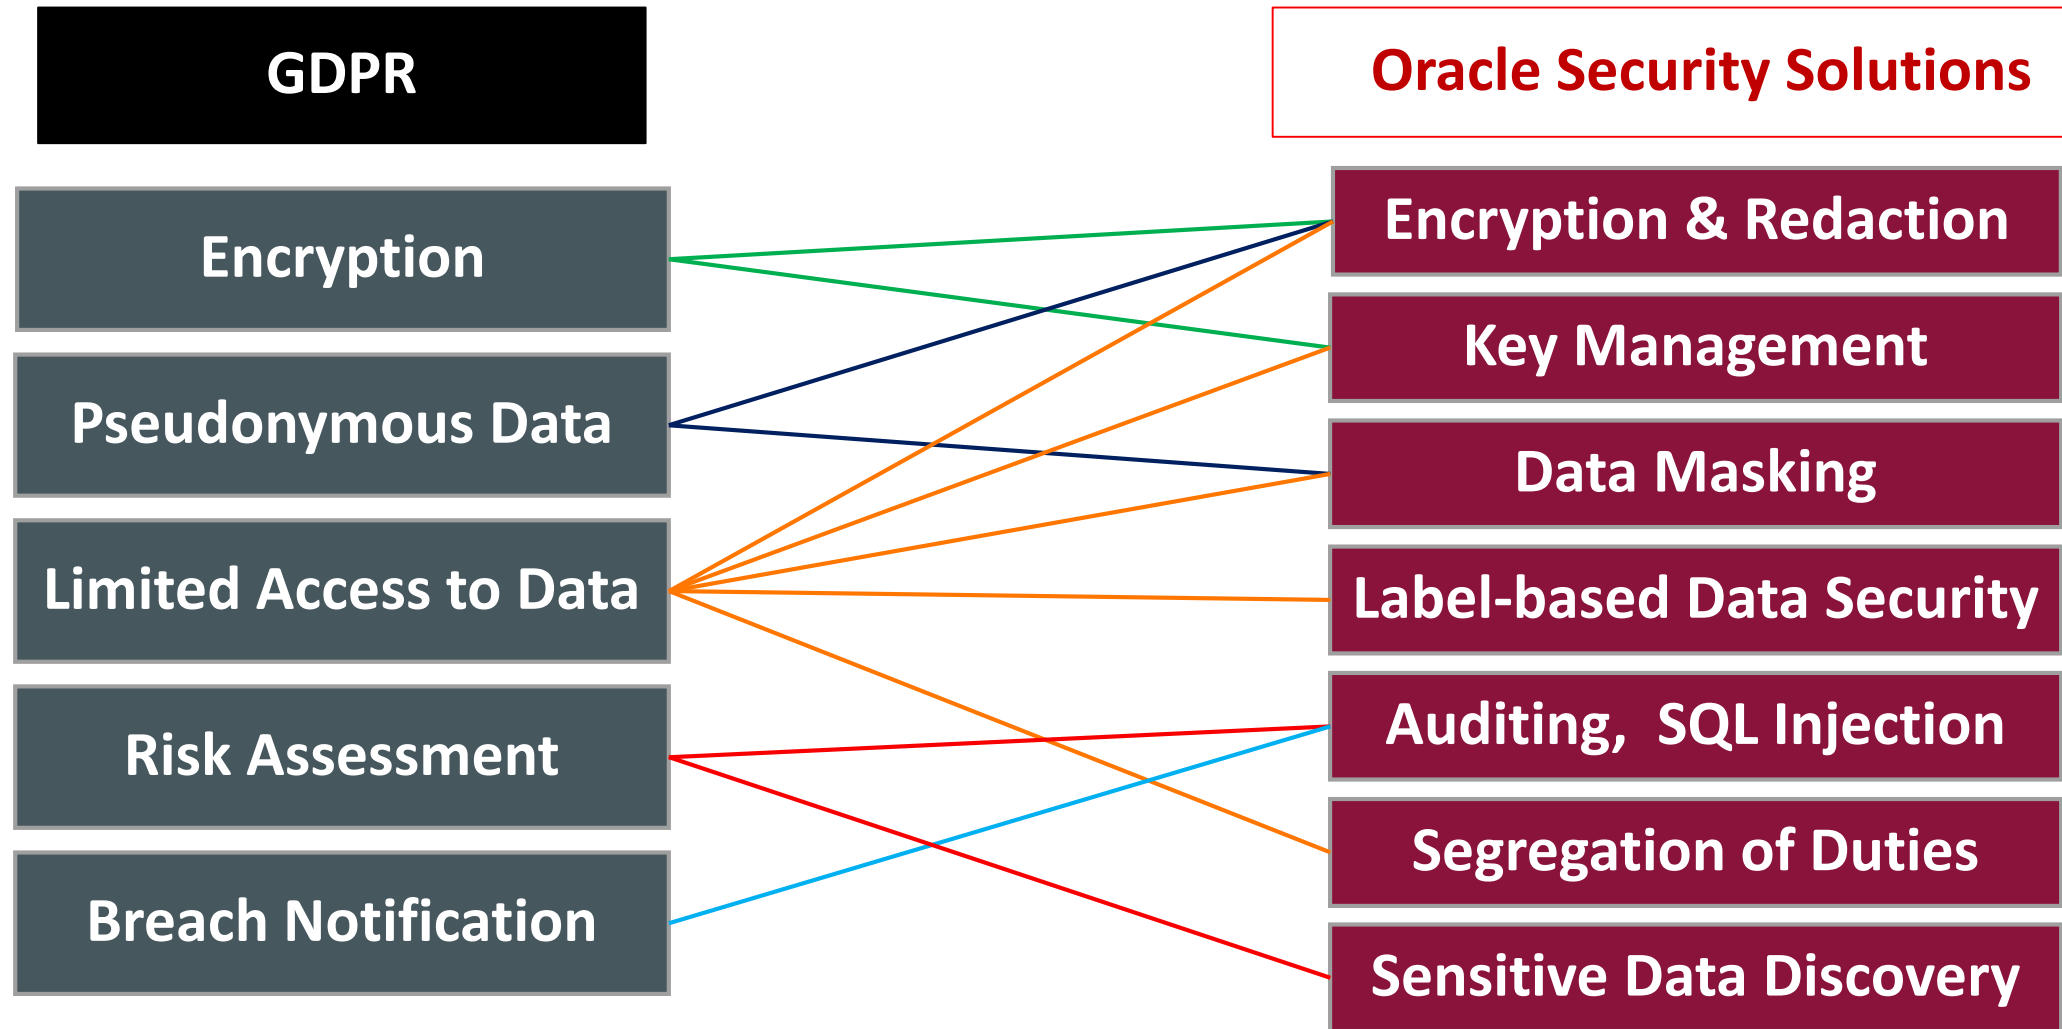 GDPR
Oracle Security Solutions
Encryption
Pseudonymous Data
Limited Access to Data
Risk Assessment
Breach Notification
Encryption & Redaction
Key Management
Data Masking
Label-based Data Security
Auditing,  SQL Injection
Segregation of Duties
Sensitive Data Discovery